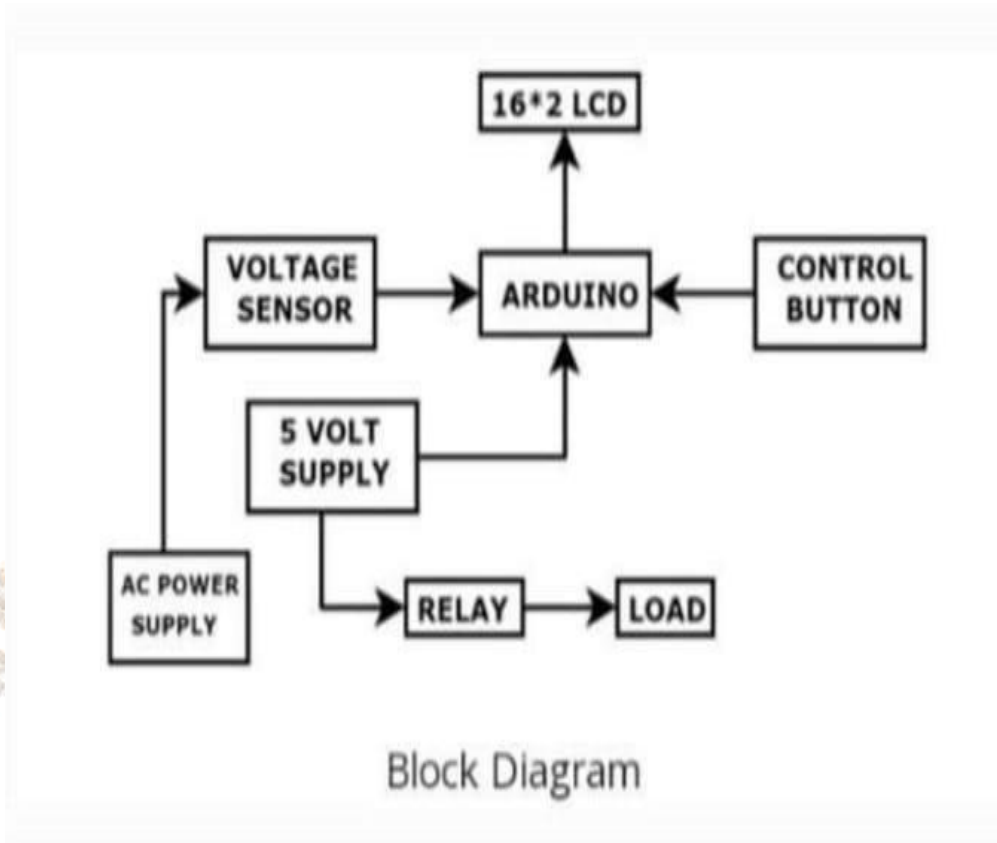 16*2 LCD
VOLTAGE
SENSOR
ARDUINO
CONTROL
BUTTON
5 VOLT
SUPPLY
AC POWER
SUPPLY
RELAY
LOAD
Block Diagram